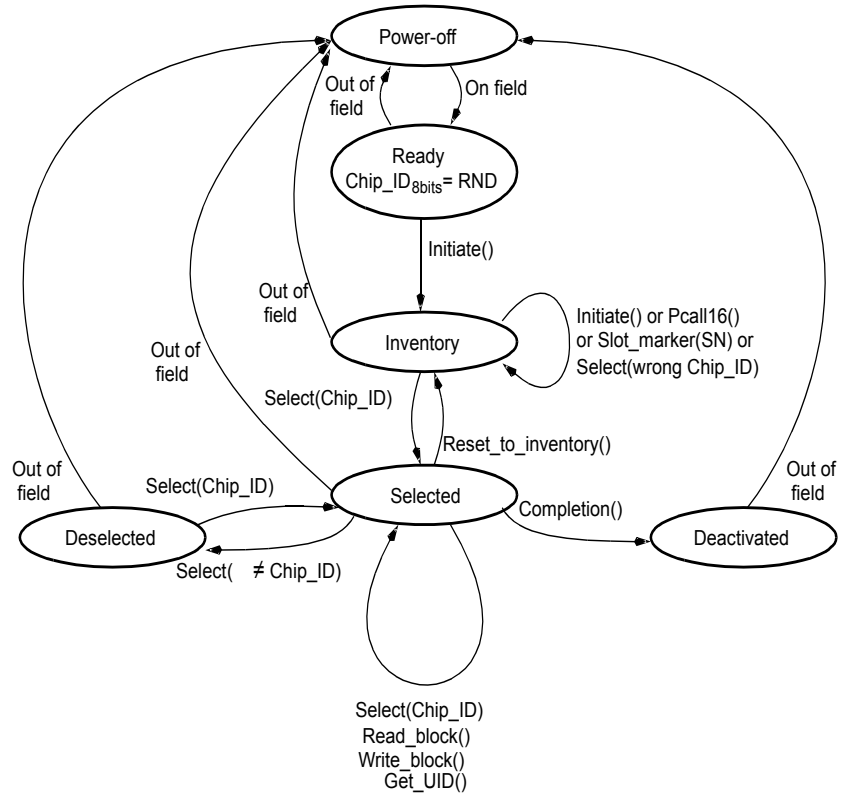 Power-off
Out of
field
On field
Ready
Chip_ID8bits= RND
Initiate()
Out of
field
Inventory
Initiate() or Pcall16()
or Slot_marker(SN) or
Select(wrong Chip_ID)
Out of
field
Select(Chip_ID)
Reset_to_inventory()
Out of
field
Select(Chip_ID)
Selected
Completion()
Out of
field
Deselected
Select( ≠ Chip_ID)
Deactivated
Select(Chip_ID)
Read_block()
Write_block()
Get_UID()